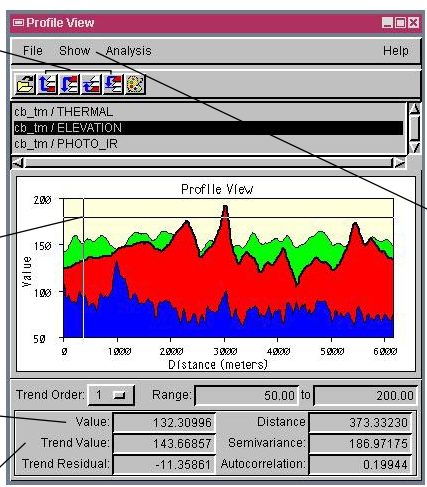 Profile View
File Show Analysis Help
cb_tm / THERMAL
cb_tm / ELEVATION
cb_tm / PHOTO_IR
Profile View
200
150
100
50
Value
0 1000 2000 3000 4000 5000 6000
Distance (meters)
Trend Order: 1 Range: 50.00 to 200.00
Value: 132.30996 Distance 373.33230
Trend Value: 143.66857 Semivariance: 186.97175
Trend Residual: -11.35861 Autocorrelation: 0.19944